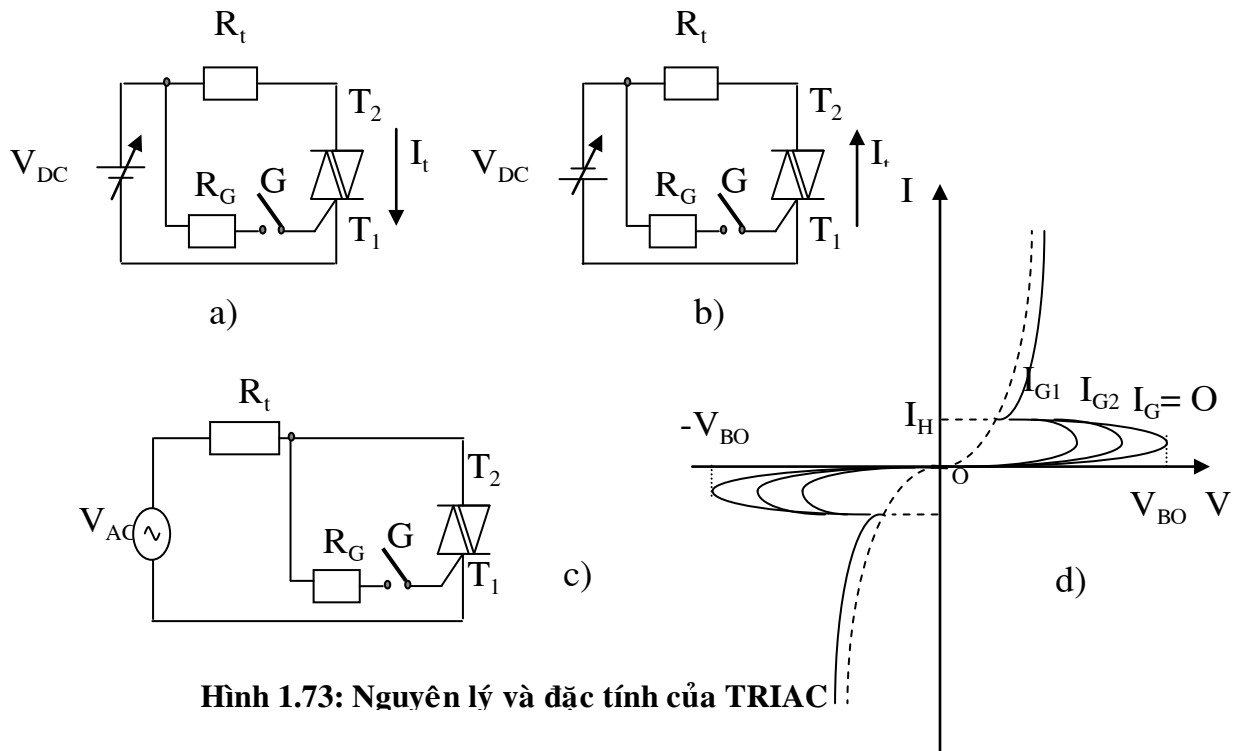 R_t
T_2
V_DC
I_t
R_G
G
T_1
a)
R_t
T_2
V_DC
I_t
R_G
G
T_1
b)
R_t
T_2
V_AC
R_G
G
T_1
c)
I
I_G1
I_G2
I_G = O
I_H
-V_BO
O
V_BO
V
d)
Hình 1.73: Nguyên lý và đặc tính của TRIAC